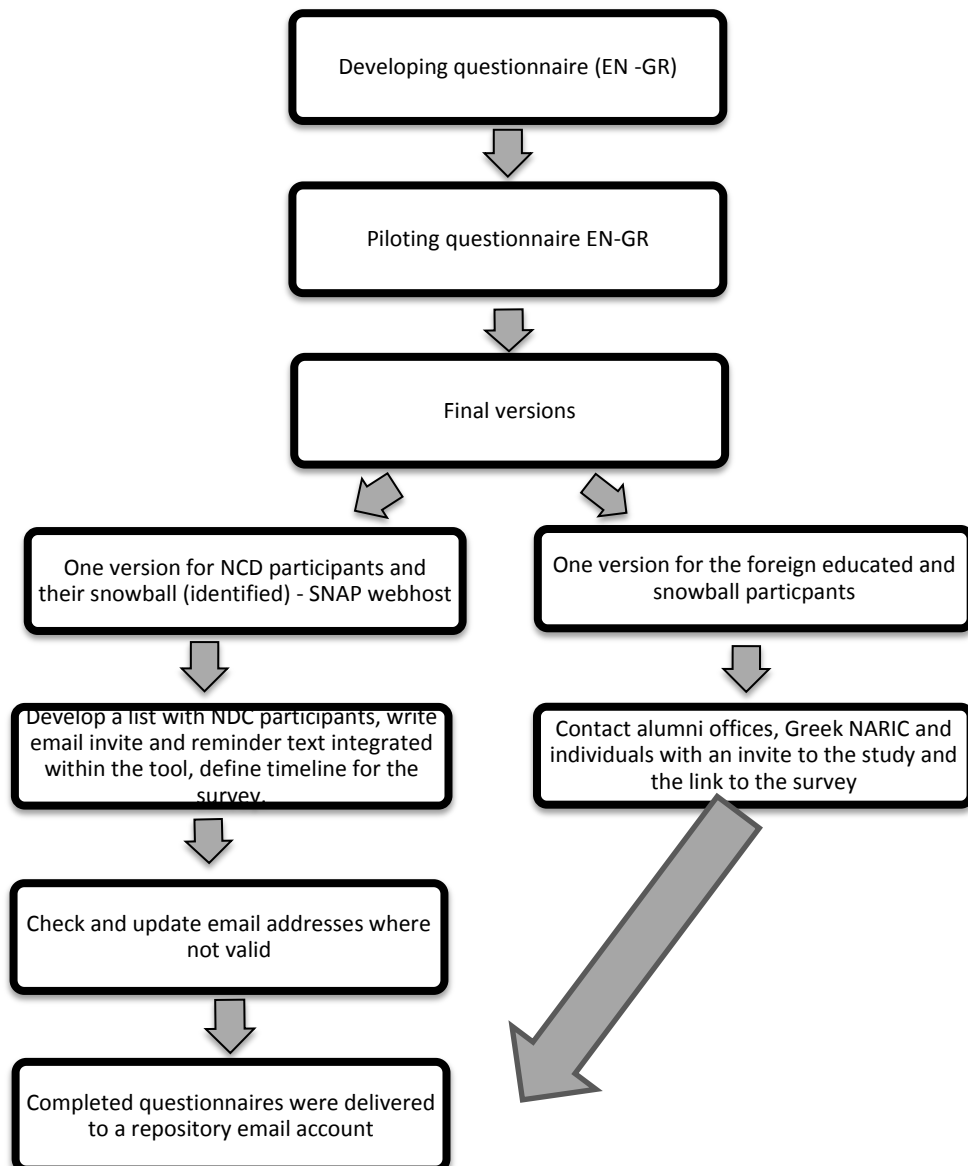 Developing questionnaire (EN -GR)
Piloting questionnaire EN-GR
Final versions
One version for NCD participants and
their snowball (identified) - SNAP webhost
One version for the foreign educated and
snowball particpants
Develop a list with NDC participants, write
email invite and reminder text integrated
within the tool, define timeline for the
survey.
Contact alumni offices, Greek NARIC and
individuals with an invite to the study and
the link to the survey
Check and update email addresses where
not valid
Completed questionnaires were delivered
to a repository email account